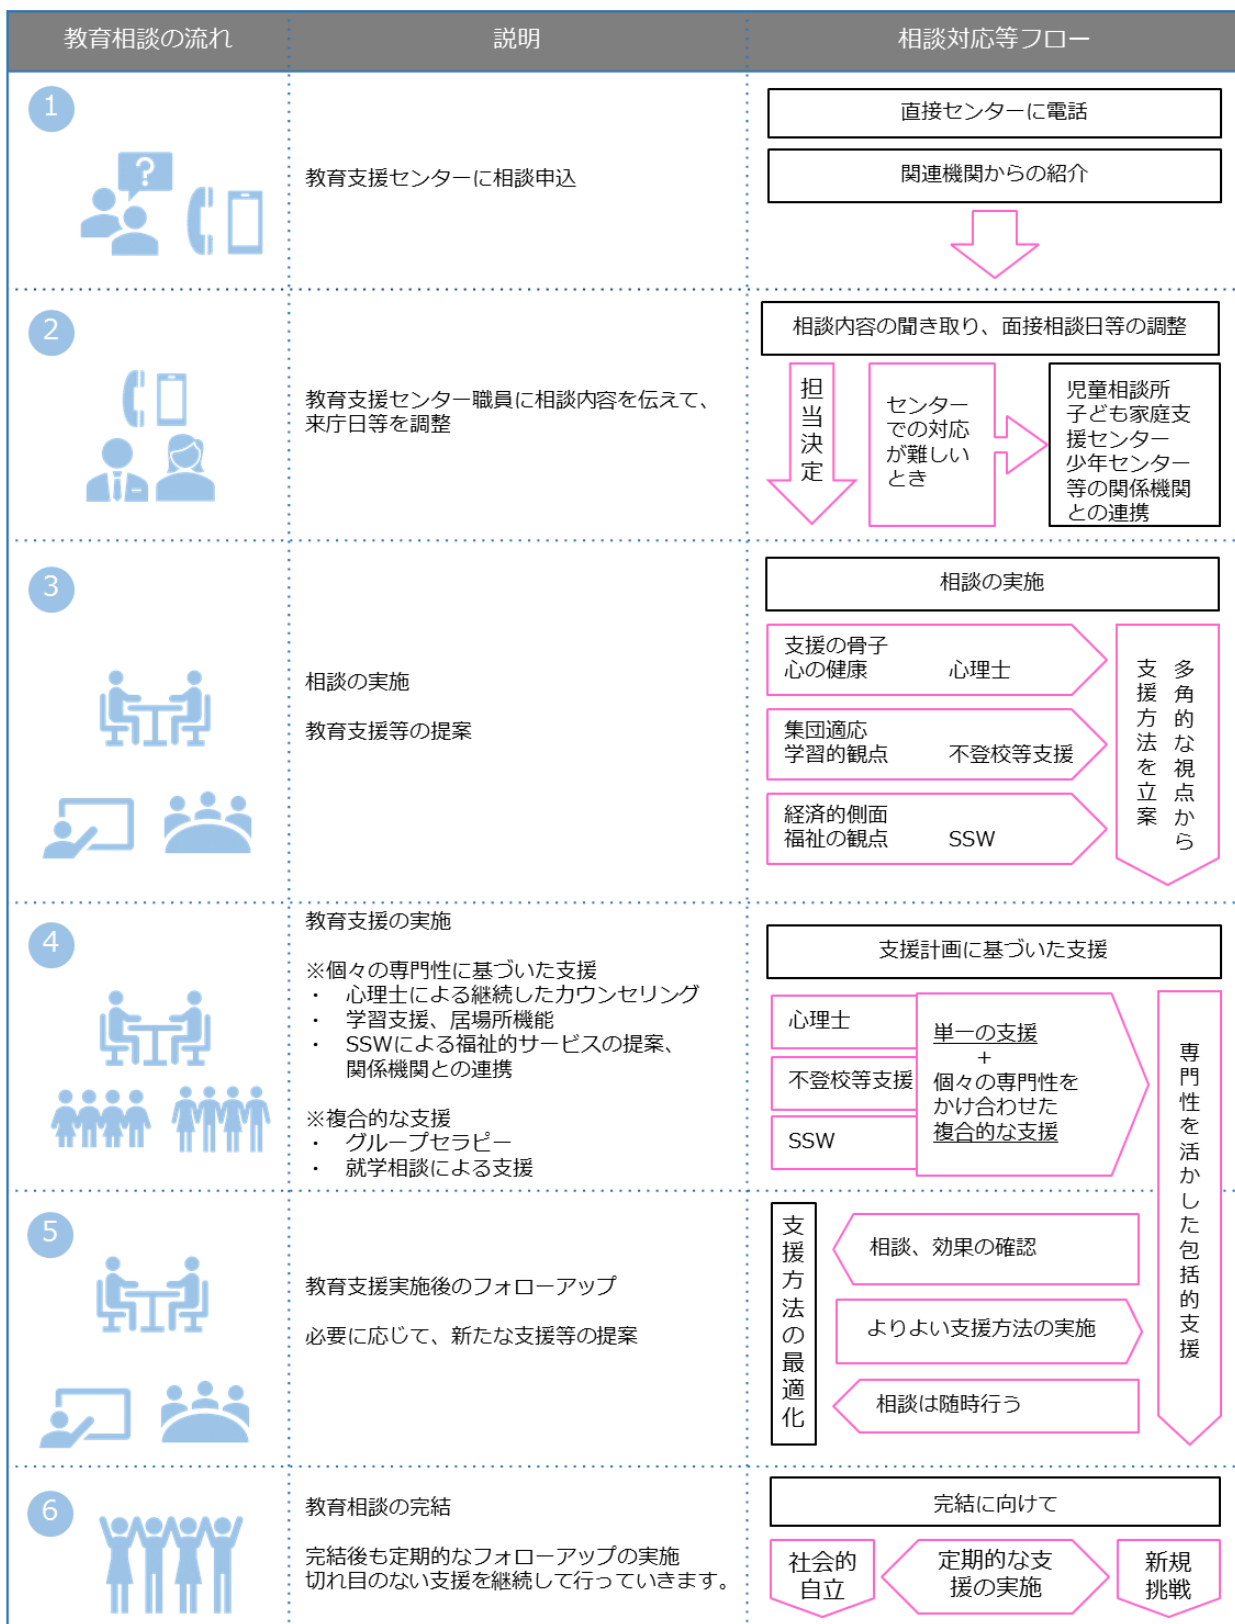 教育相談の流れ
説明
相談対応等フロー
1
?
教育支援センターに相談申込
直接センターに電話
関連機関からの紹介
2
教育支援センター職員に相談内容を伝えて、
来庁日等を調整
相談内容の聞き取り、面接相談日等の調整
担当決定
センター
での対応
が難しい
とき
児童相談所
子ども家庭支
援センター
少年センター
等の関係機関
との連携
3
相談の実施
教育支援等の提案
相談の実施
支援の骨子
心の健康 心理士
集団適応
学習的観点 不登校等支援
経済的側面
福祉の観点 SSW
多角的な視点から
支援方法を立案
4
教育支援の実施
※個々の専門性に基づいた支援
・ 心理士による継続したカウンセリング
・ 学習支援、居場所機能
・ SSWによる福祉的サービスの提案、
関係機関との連携
※複合的な支援
・ グループセラピー
・ 就学相談による支援
支援計画に基づいた支援
心理士
不登校等支援
SSW
単一の支援
+
個々の専門性を
かけ合わせた
複合的な支援
専門性を活かした包括的支援
5
教育支援実施後のフォローアップ
必要に応じて、新たな支援等の提案
支援方法の最適化
相談、効果の確認
よりよい支援方法の実施
相談は随時行う
6
教育相談の完結
完結後も定期的なフォローアップの実施
切れ目のない支援を継続して行っていきます。
完結に向けて
社会的
自立
定期的な支
援の実施
新規
挑戦